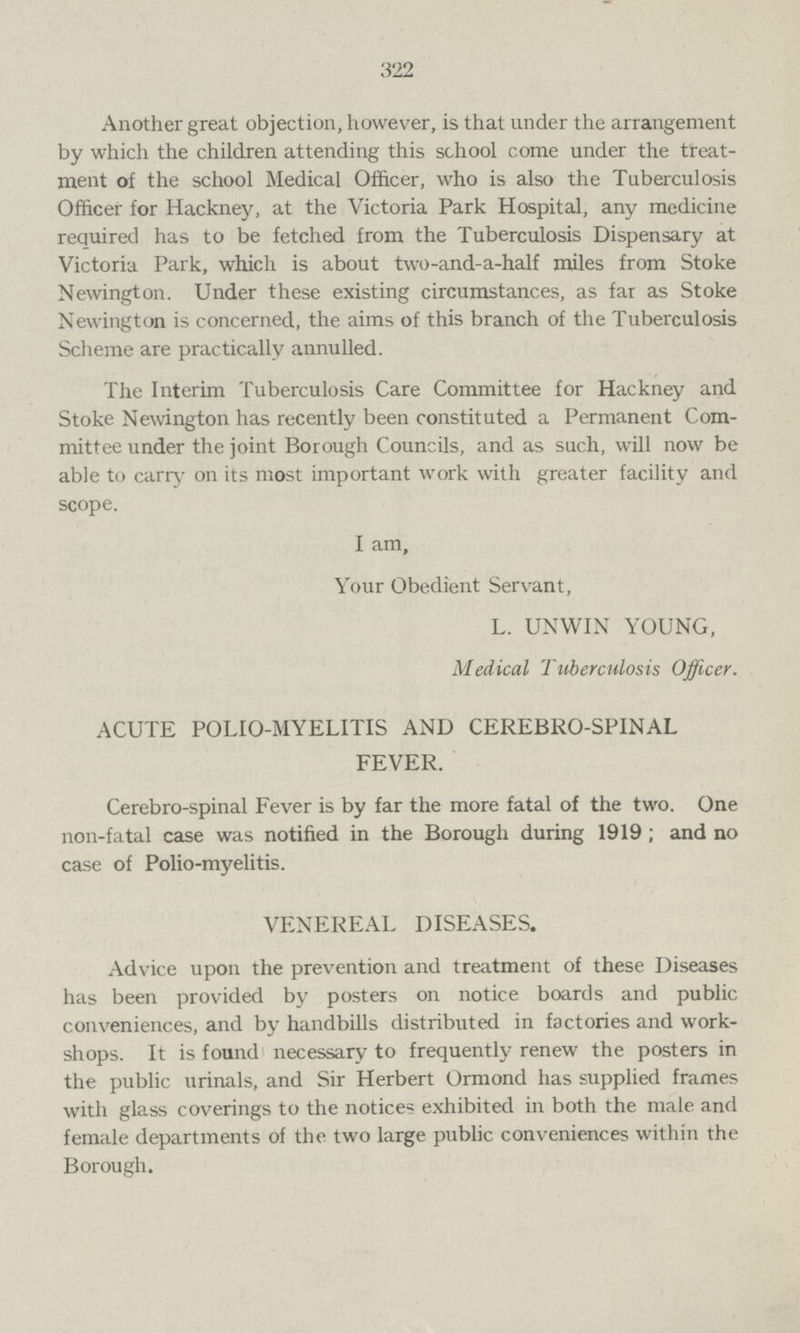 322
Another great objection, however, is that under the arrangement
by which the children attending this school come under the treat-
ment of the school Medical Officer, who is also the Tuberculosis
Officer for Hackney, at the Victoria Park Hospital, any medicine
required has to be fetched from the Tuberculosis Dispensary at
Victoria Park, which is about two-and-a-half miles from Stoke
Newington. Under these existing circumstances, as far as Stoke
Newington is concerned, the aims of this branch of the Tuberculosis
Scheme are practically annulled.
The Interim Tuberculosis Care Committee for Hackney and
Stoke Newington has recently been constituted a Permanent Com-
mittee under the joint Borough Councils, and as such, will now be
able to carry on its most important work with greater facility and
scope.
I am,
Your Obedient Servant,
L. UNWIN YOUNG,
Medical Tuberculosis Officer.
ACUTE POLIO-MYELITIS AND CEREBRO-SPINAL
FEVER.
Cerebro-spinal Fever is by far the more fatal of the two. One
non-fatal case was notified in the Borough during 1919 ; and no
case of Polio-myelitis.
VENEREAL DISEASES.
Advice upon the prevention and treatment of these Diseases
has been provided by posters on notice boards and public
conveniences, and by handbills distributed in factories and work-
shops. It is found necessary to frequently renew the posters in
the public urinals, and Sir Herbert Ormond has supplied frames
with glass coverings to the notices exhibited in both the male and
female departments of the two large public conveniences within the
Borough.